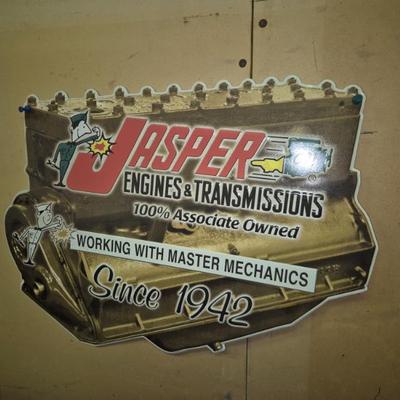 JASPER
ENGINES & TRANSMISSIONS
100% Associate Owned
WORKING WITH MASTER MECHANICS
Since 1942